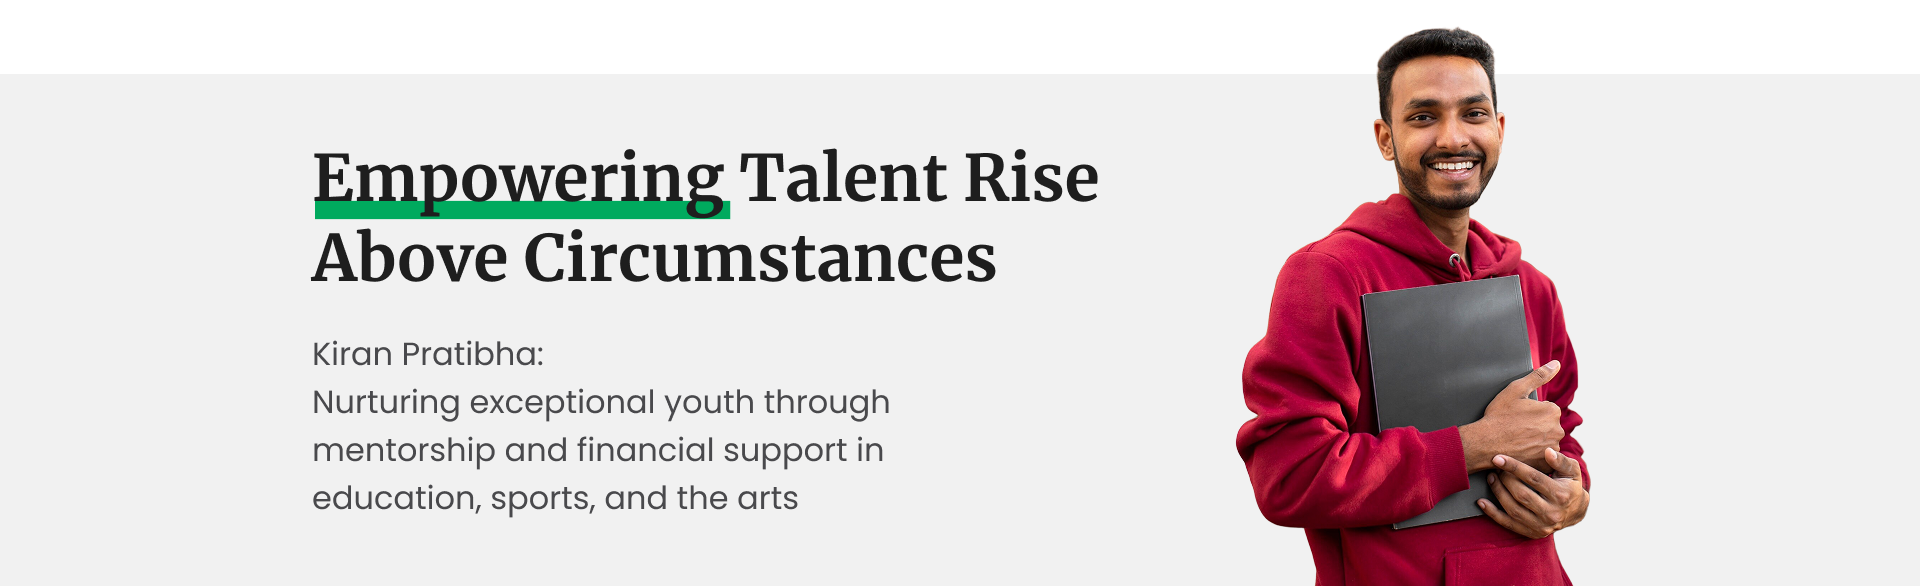 Empowering Talent Rise
Above Circumstances
Kiran Pratibha:
Nurturing exceptional youth through
mentorship and financial support in
education, sports, and the arts